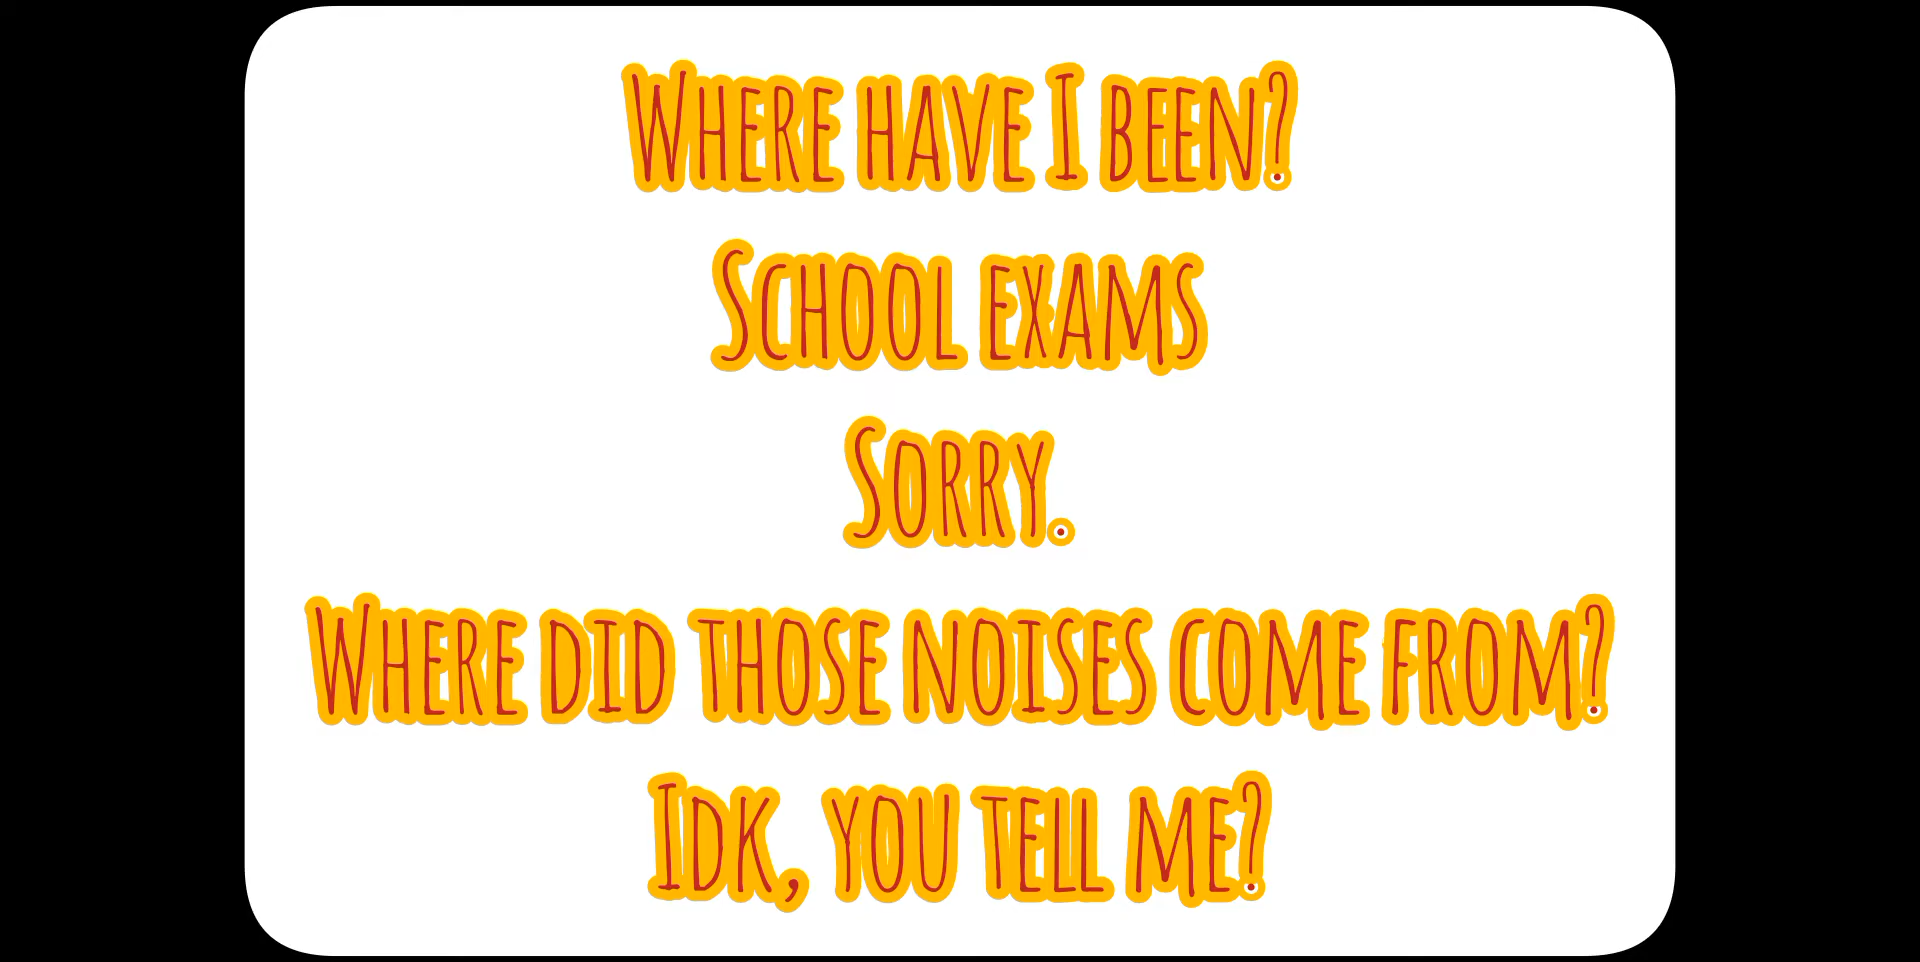 Where have I been?
School exams
Sorry.
Where did those noises come from?
Idk, you tell me?